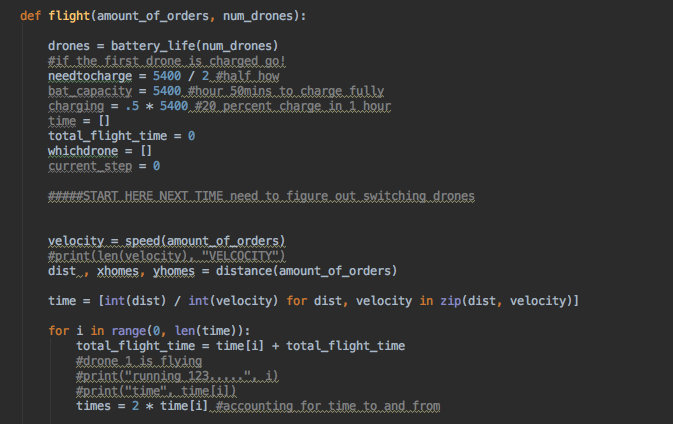 def flight(amount_of_orders, num_drones):
drones = battery_life(num_drones)
#if the first drone is charged go!
needtocharge = 5400 / 2 #half how
bat_capacity = 5400 #hour 50mins to charge fully
charging = .5 * 5400 #20 percent charge in 1 hour
time = []
total_flight_time = 0
whichdrone = []
current_step = 0
#####START HERE NEXT TIME need to figure out switching drones
velocity = speed(amount_of_orders)
#print(len(velocity), "VELCOCITY")
dist , xhomes, yhomes = distance(amount_of_orders)
time = [int(dist) / int(velocity) for dist, velocity in zip(dist, velocity)]
for i in range(0, len(time)):
total_flight_time = time[i] + total_flight_time
#drone 1 is flying
#print("running 123.....", i)
#print("time", time[i])
times = 2 * time[i] #accounting for time to and from